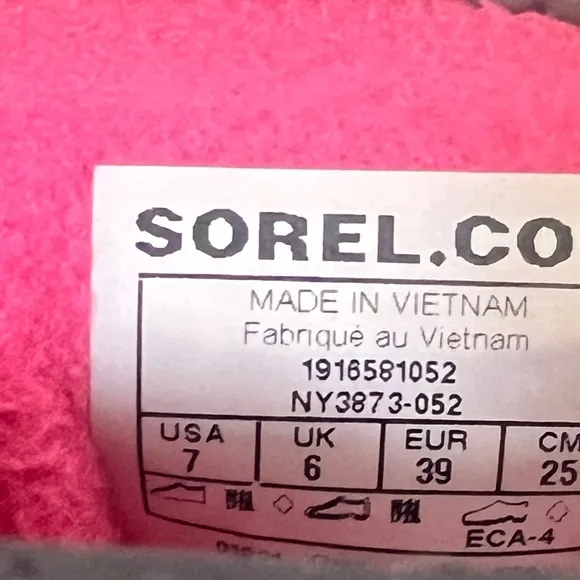 SOREL.CO
MADE IN VIETNAM
Fabriqué au Vietnam
1916581052
NY3873-052
USA UK EUR CM
7 6 39 25
ECA-4